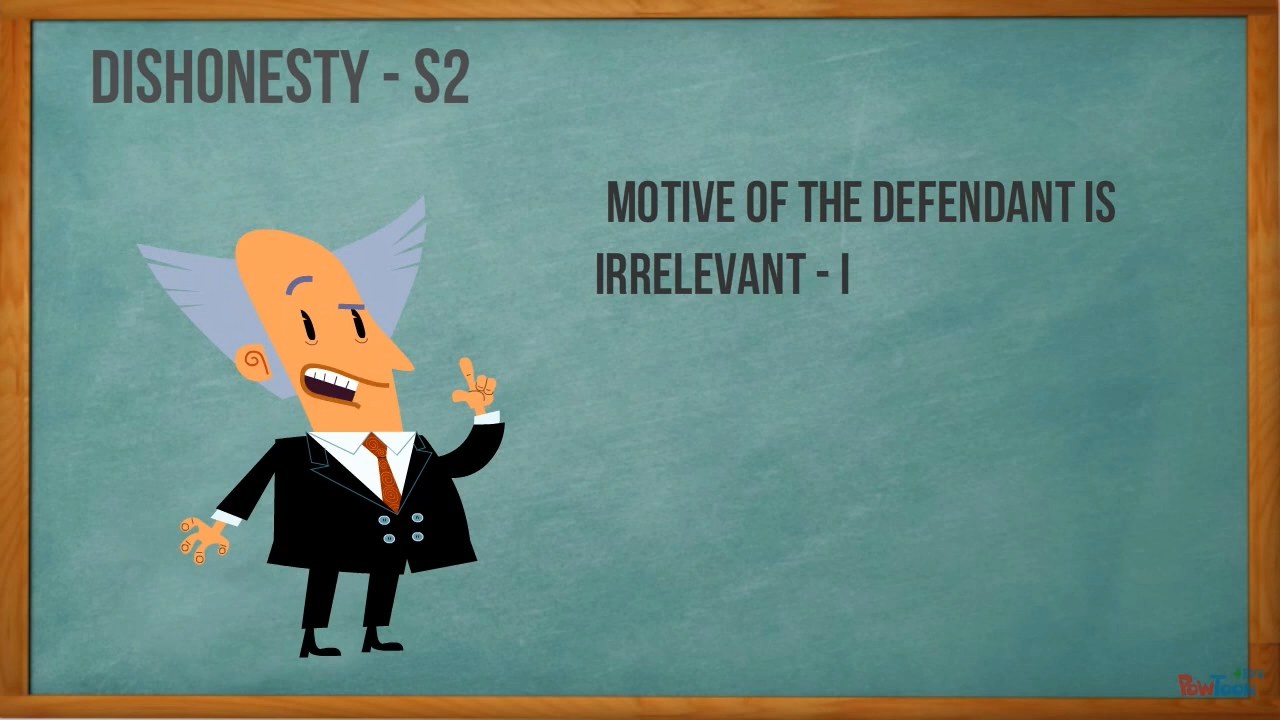 DISHONESTY - S2
MOTIVE OF THE DEFENDANT IS
IRRELEVANT - I
POWTOON